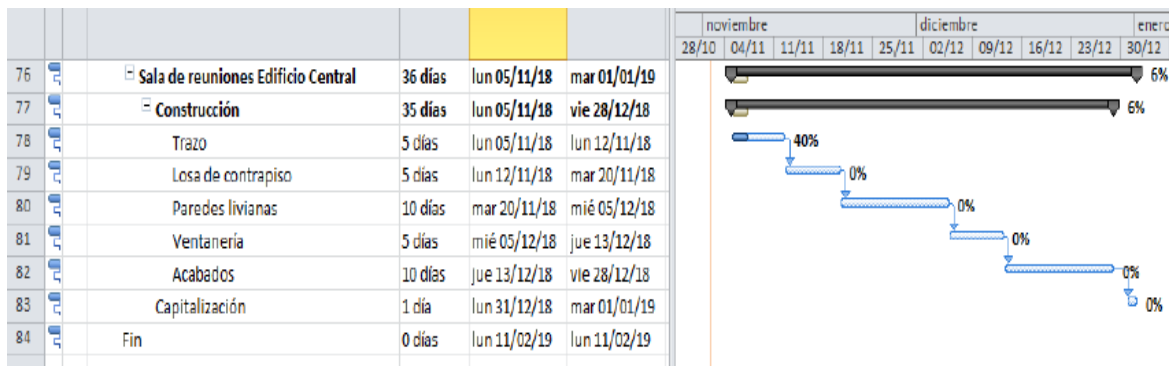 noviembre diciembre enero
28/10 04/11 11/11 18/11 25/11 02/12 09/12 16/12 23/12 30/12
76 Sala de reuniones Edificio Central 36 días lun 05/11/18 mar 01/01/19 6%
77 Construcción 35 días lun 05/11/18 vie 28/12/18 6%
78 Trazo 5 días lun 05/11/18 lun 12/11/18 40%
79 Losa de contrapiso 5 días lun 12/11/18 mar 20/11/18 0%
80 Paredes livianas 10 días mar 20/11/18 mié 05/12/18 0%
81 Ventanería 5 días mié 05/12/18 jue 13/12/18 0%
82 Acabados 10 días jue 13/12/18 vie 28/12/18 0%
83 Capitalización 1 día lun 31/12/18 mar 01/01/19 0%
84 Fin 0 días lun 11/02/19 lun 11/02/19